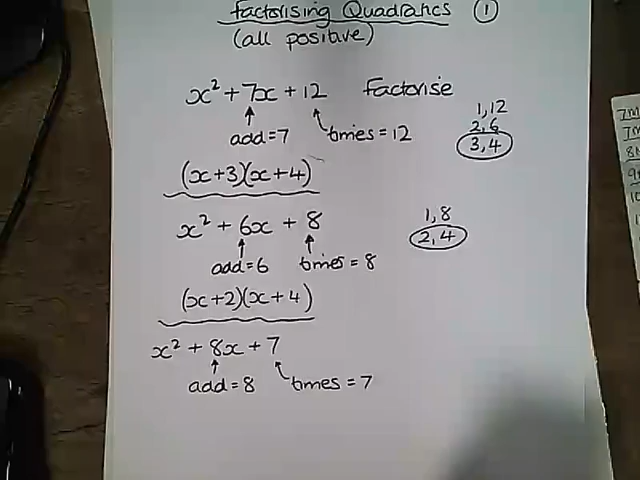 Factorising Quadratics ①
(all positive)
x² + 7x + 12 Factorise
add = 7 times = 12
1, 12
2, 6
3, 4
(x+3)(x+4)
x² + 6x + 8
add = 6 times = 8
1, 8
2, 4
(x+2)(x+4)
x² + 8x + 7
add = 8 times = 7
7M